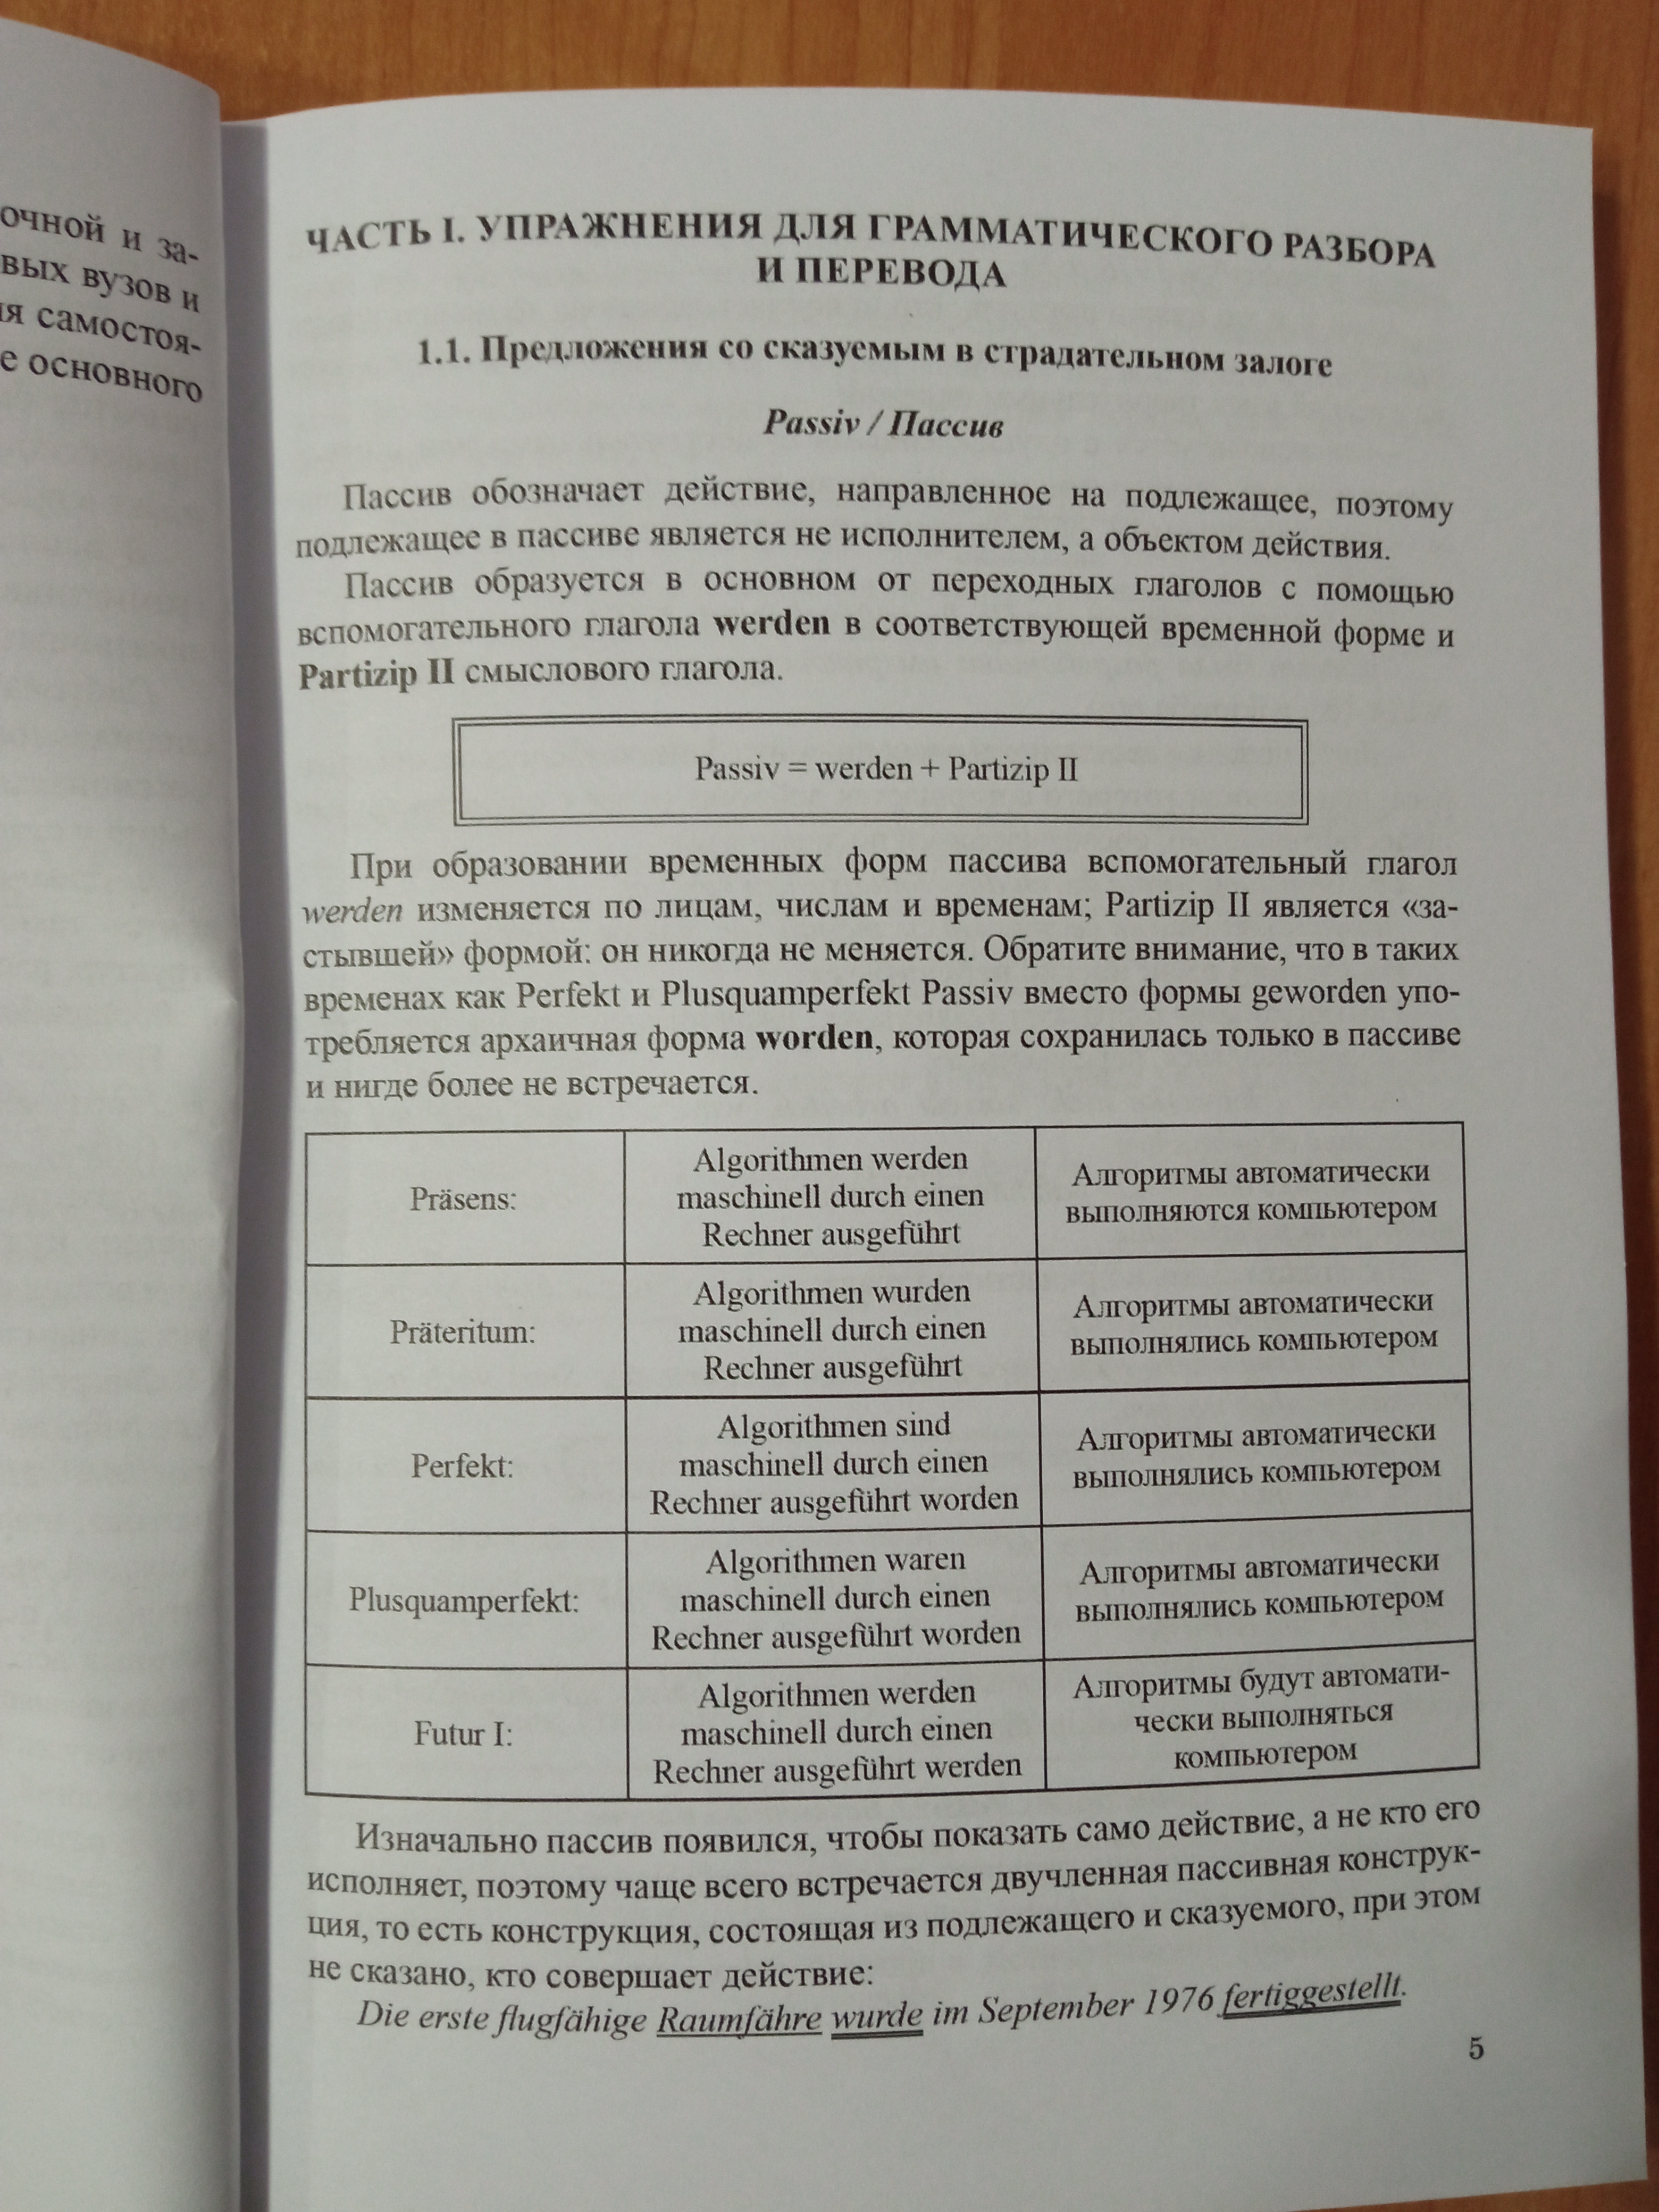 очной и за-
вых вузов и
ия самостоя-
е основного
ЧАСТЬ I. УПРАЖНЕНИЯ ДЛЯ ГРАММАТИЧЕСКОГО РАЗБОРА
И ПЕРЕВОДА
1.1. Предложения со сказуемым в страдательном залоге
Passiv / Пассив
Пассив обозначает действие, направленное на подлежащее, поэтому
подлежащее в пассиве является не исполнителем, а объектом действия.
Пассив образуется в основном от переходных глаголов с помощью
вспомогательного глагола werden в соответствующей временной форме и
Partizip II смыслового глагола.
Passiv = werden + Partizip II
При образовании временных форм пассива вспомогательный глагол
werden изменяется по лицам, числам и временам; Partizip II является «за-
стывшей» формой: он никогда не меняется. Обратите внимание, что в таких
временах как Perfekt и Plusquamperfekt Passiv вместо формы geworden упо-
требляется архаичная форма worden, которая сохранилась только в пассиве
и нигде более не встречается.
Präsens:
Algorithmen werden
maschinell durch einen
Rechner ausgeführt
Алгоритмы автоматически
выполняются компьютером
Präteritum:
Algorithmen wurden
maschinell durch einen
Rechner ausgeführt
Алгоритмы автоматически
выполнялись компьютером
Perfekt:
Algorithmen sind
maschinell durch einen
Rechner ausgeführt worden
Алгоритмы автоматически
выполнялись компьютером
Plusquamperfekt:
Algorithmen waren
maschinell durch einen
Rechner ausgeführt worden
Алгоритмы автоматически
выполнялись компьютером
Futur I:
Algorithmen werden
maschinell durch einen
Rechner ausgeführt werden
Алгоритмы будут автомати-
чески выполняться
компьютером
Изначально пассив появился, чтобы показать само действие, а не кто его
исполняет, поэтому чаще всего встречается двучленная пассивная конструк-
ция, то есть конструкция, состоящая из подлежащего и сказуемого, при этом
не сказано, кто совершает действие:
Die erste flugfähige Raumfähre wurde im September 1976 fertiggestellt.
5